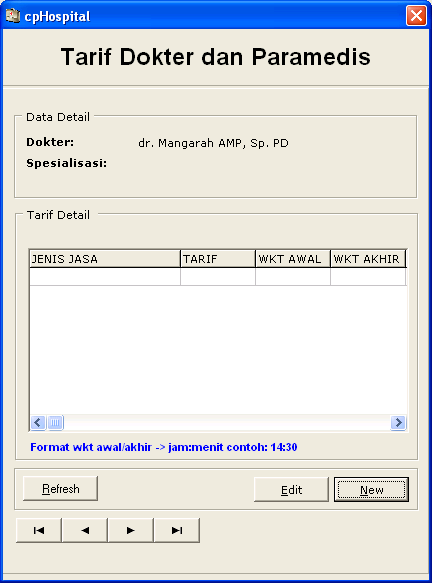 cpHospital
Tarif Dokter dan Paramedis
Data Detail
Dokter: dr. Mangarah AMP, Sp. PD
Spesialisasi:
Tarif Detail
JENIS JASA TARIF WKT AWAL WKT AKHIR
Format wkt awal/akhir -> jam:menit contoh: 14:30
Refresh Edit New